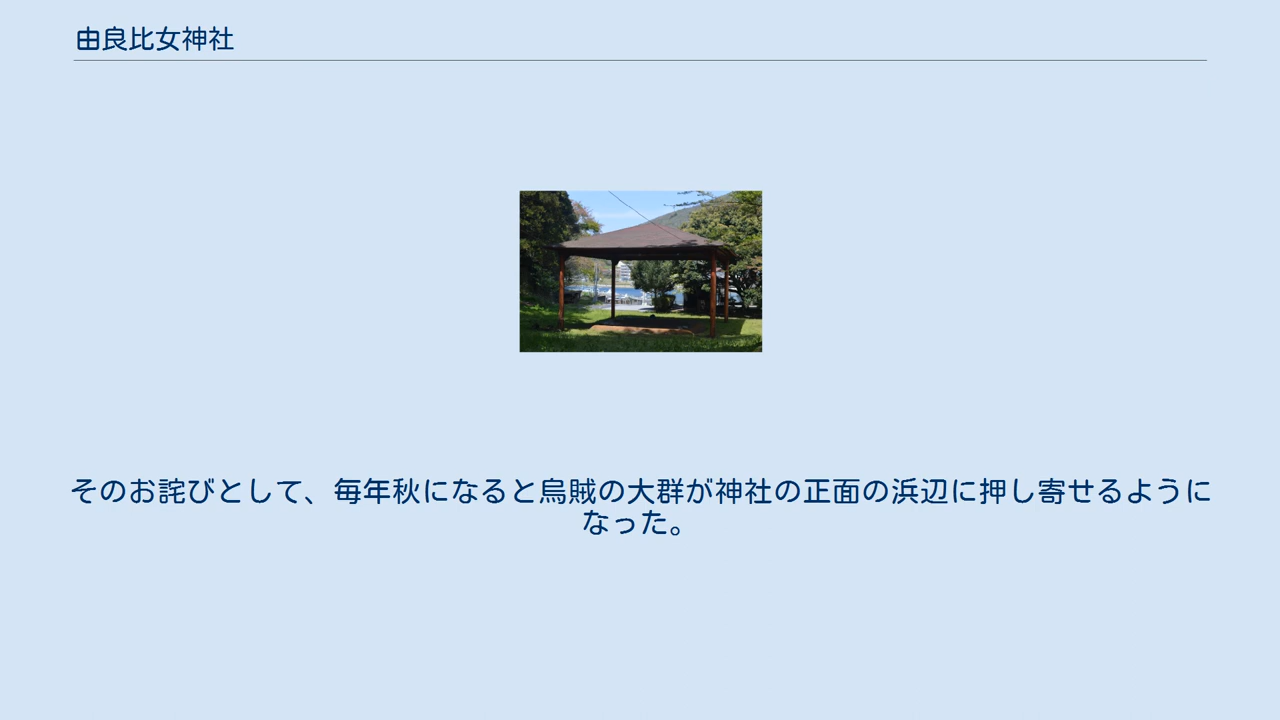 由良比女神社
そのお詫びとして、毎年秋になると烏賊の大群が神社の正面の浜辺に押し寄せるように
なった。